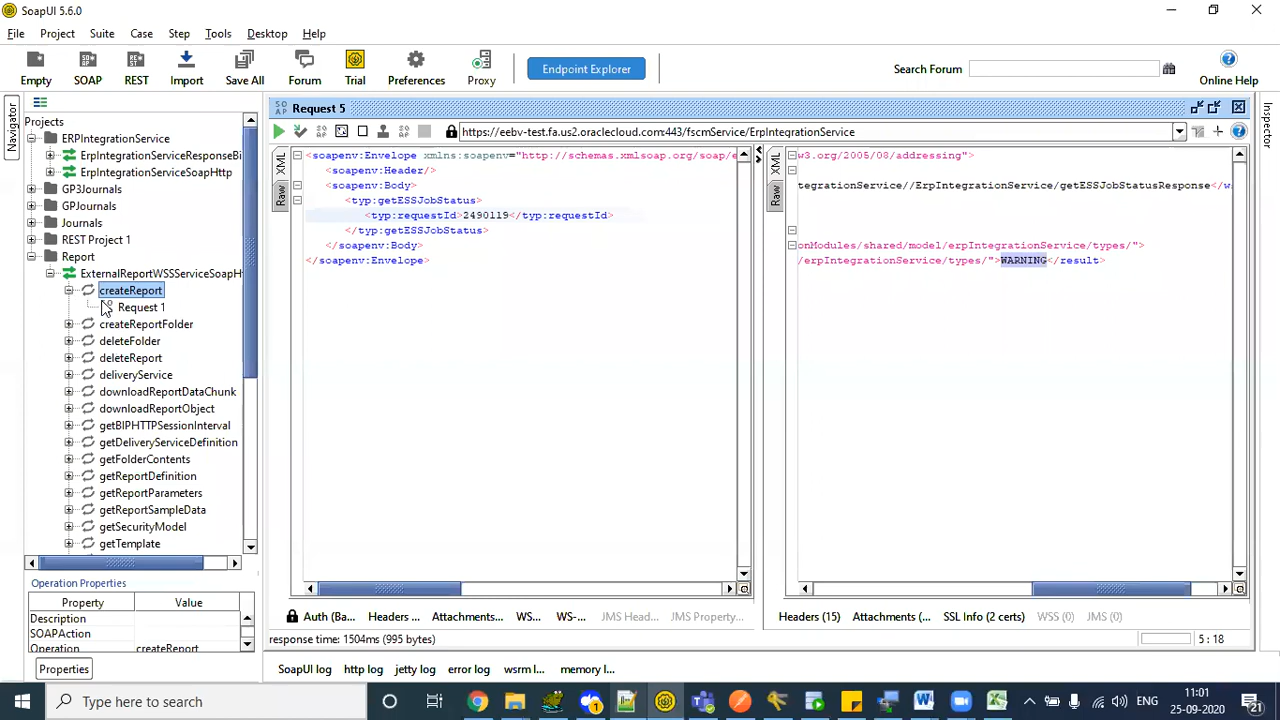 SoapUI 5.6.0
File Project Suite Case Step Tools Desktop Help
Empty SOAP REST Import Save All Forum Trial Preferences Proxy
Endpoint Explorer
Search Forum
Online Help
Navigator
Projects
ERPIntegrationService
ErpIntegrationServiceResponseBi
ErpIntegrationServiceSoapHttp
GP3Journals
GPJournals
Journals
REST Project 1
Report
ExternalReportWSSServiceSoapH
createReport
Request 1
createReportFolder
deleteFolder
deleteReport
deliveryService
downloadReportDataChunk
downloadReportObject
getBIPHTTPSessionInterval
getDeliveryServiceDefinition
getFolderContents
getReportDefinition
getReportParameters
getReportSampleData
getSecurityModel
getTemplate
Operation Properties
Property Value
Description
SOAPAction
Operation createReport
Properties
SOAP Request 5
https://eebv-test.fa.us2.oraclecloud.com:443/fscmService/ErpIntegrationService
XML
Raw
<soapenv:Envelope xmlns:soapenv="http://schemas.xmlsoap.org/soap/e
<soapenv:Header/>
<soapenv:Body>
<typ:getESSJobStatus>
<typ:requestId>2490119</typ:requestId>
</typ:getESSJobStatus>
</soapenv:Body>
</soapenv:Envelope>
XML
Raw
w3.org/2005/08/addressing">
tegrationService//ErpIntegrationService/getESSJobStatusResponse</w
onModules/shared/model/erpIntegrationService/types/">
/erpIntegrationService/types/">WARNING</result>
Inspector
Auth (Ba... Headers ... Attachments... WS... WS-... JMS Head... JMS Property...
Headers (15) Attachments (... SSL Info (2 certs) WSS (0) JMS (0)
response time: 1504ms (995 bytes)
5 : 18
SoapUI log http log jetty log error log wsrm l... memory l...
Type here to search
1
ENG
11:01
25-09-2020
21